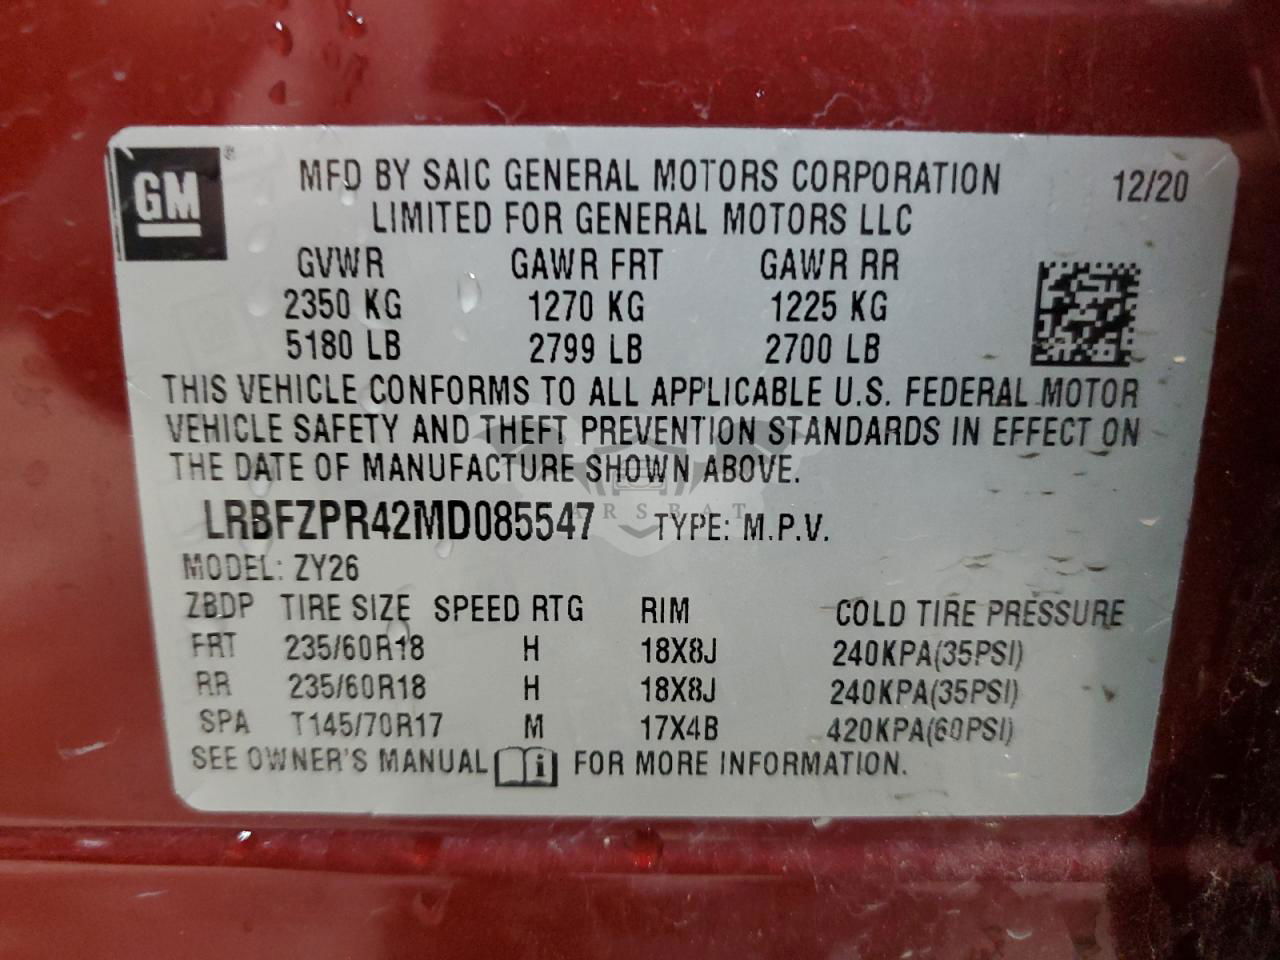 GM
MFD BY SAIC GENERAL MOTORS CORPORATION
12/20
LIMITED FOR GENERAL MOTORS LLC
GVWR GAWR FRT GAWR RR
2350 KG 1270 KG 1225 KG
5180 LB 2799 LB 2700 LB
THIS VEHICLE CONFORMS TO ALL APPLICABLE U.S. FEDERAL MOTOR
VEHICLE SAFETY AND THEFT PREVENTION STANDARDS IN EFFECT ON
THE DATE OF MANUFACTURE SHOWN ABOVE.
LRBFZPR42MD085547 TYPE: M.P.V.
ARSBAT
MODEL: ZY26
ZBDP TIRE SIZE SPEED RTG RIM COLD TIRE PRESSURE
FRT 235/60R18 H 18X8J 240KPA(35PSI)
RR 235/60R18 H 18X8J 240KPA(35PSI)
SPA T145/70R17 M 17X4B 420KPA(60PSI)
SEE OWNER'S MANUAL i FOR MORE INFORMATION.